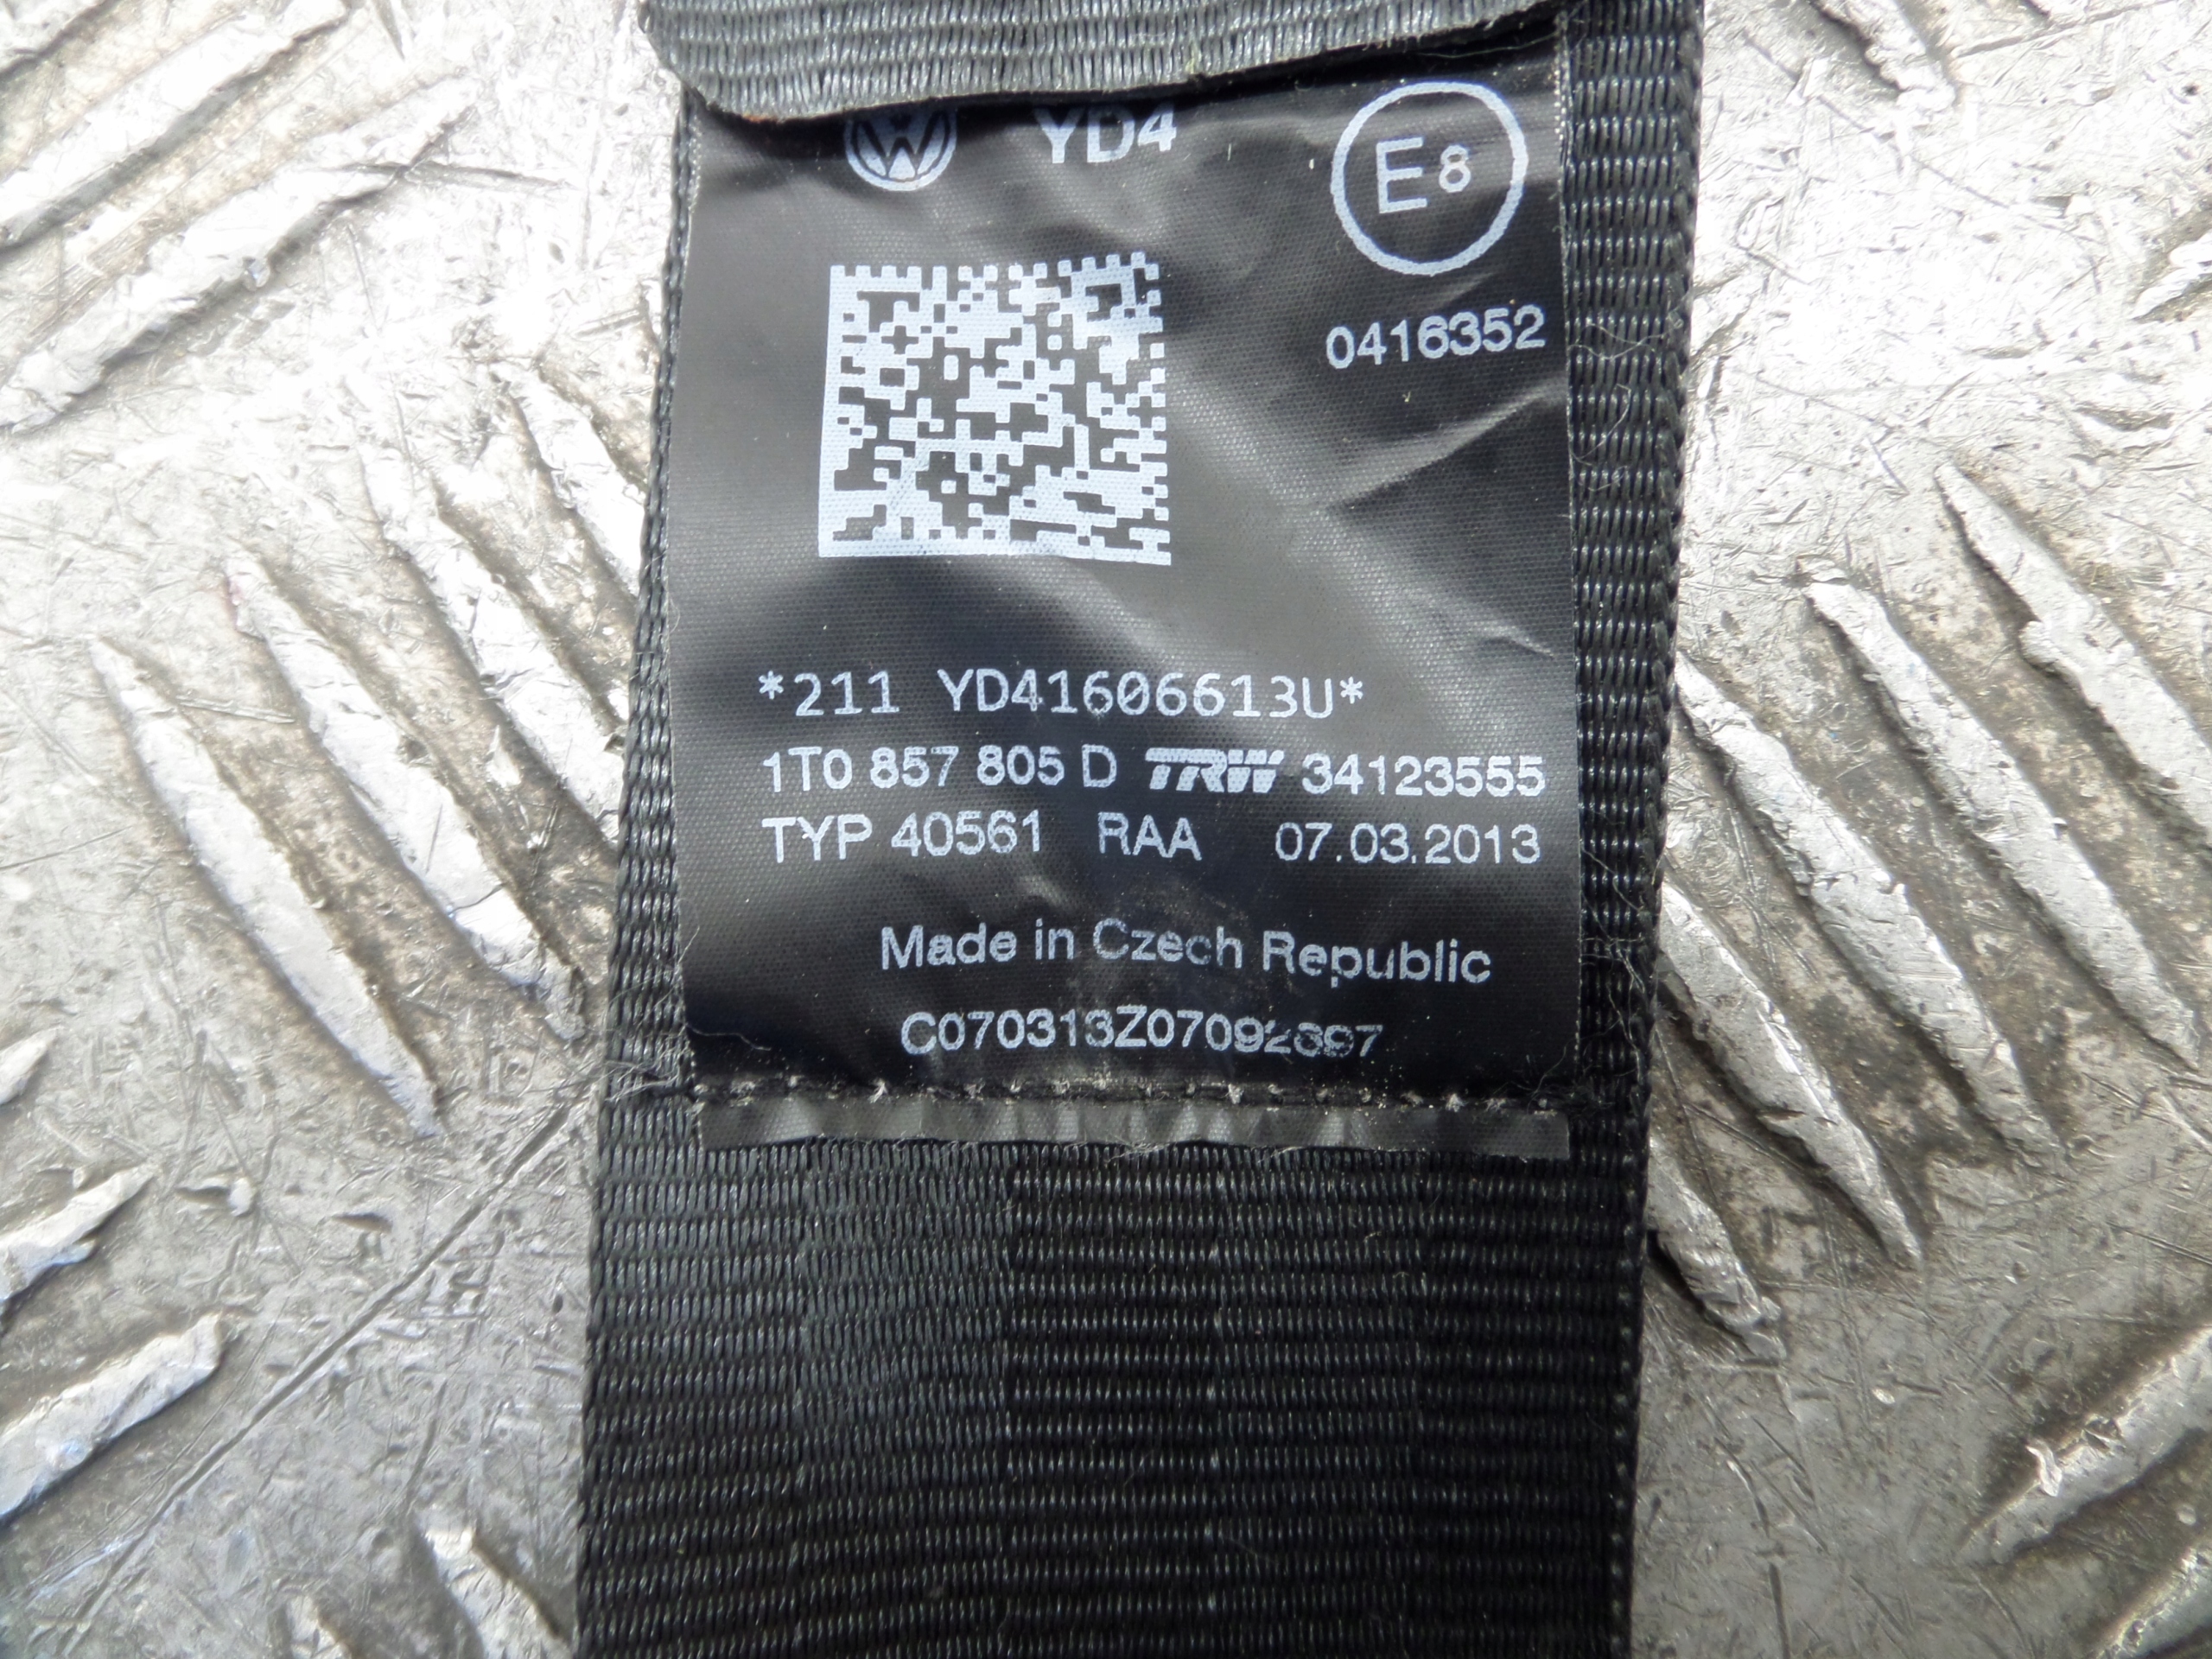 YD4
E8
0416352
*211 YD41606613U*
1T0 857 805 D TRW 34123555
TYP 40561 RAA 07.03.2013
Made in Czech Republic
C070313Z07092697